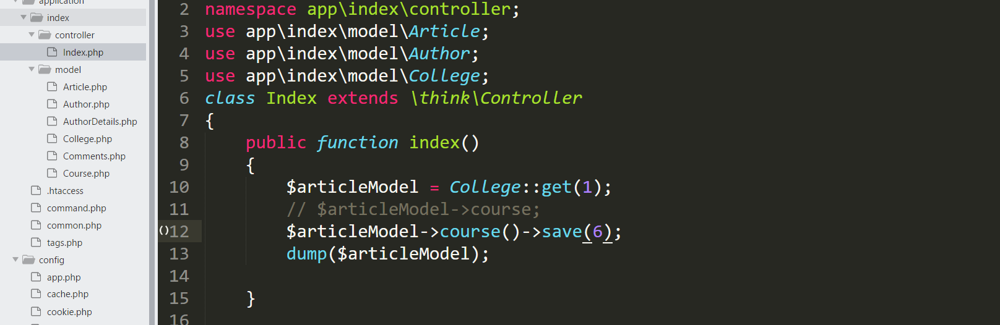 application
index
controller
Index.php
model
Article.php
Author.php
AuthorDetails.php
College.php
Comments.php
Course.php
.htaccess
command.php
common.php
tags.php
config
app.php
cache.php
cookie.php
2 namespace app\index\controller;
3 use app\index\model\Article;
4 use app\index\model\Author;
5 use app\index\model\College;
6 class Index extends \think\Controller
7 {
8 public function index()
9 {
10 $articleModel = College::get(1);
11 // $articleModel->course;
()12 $articleModel->course()->save(6);
13 dump($articleModel);
14
15 }
16